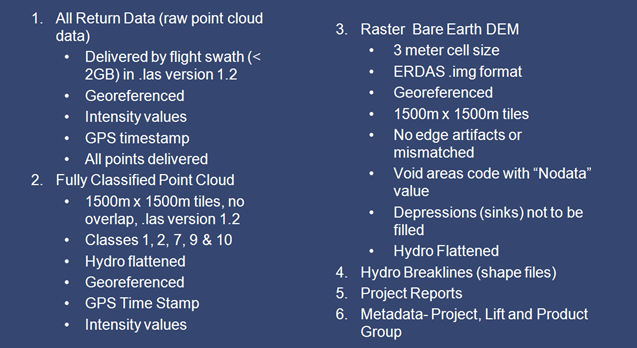 1. All Return Data (raw point cloud
data)
• Delivered by flight swath (<
2GB) in .las version 1.2
• Georeferenced
• Intensity values
• GPS timestamp
• All points delivered
2. Fully Classified Point Cloud
• 1500m x 1500m tiles, no
overlap, .las version 1.2
• Classes 1, 2, 7, 9 & 10
• Hydro flattened
• Georeferenced
• GPS Time Stamp
• Intensity values
3. Raster Bare Earth DEM
• 3 meter cell size
• ERDAS .img format
• Georeferenced
• 1500m x 1500m tiles
• No edge artifacts or
mismatched
• Void areas code with “Nodata”
value
• Depressions (sinks) not to be
filled
• Hydro Flattened
4. Hydro Breaklines (shape files)
5. Project Reports
6. Metadata- Project, Lift and Product
Group